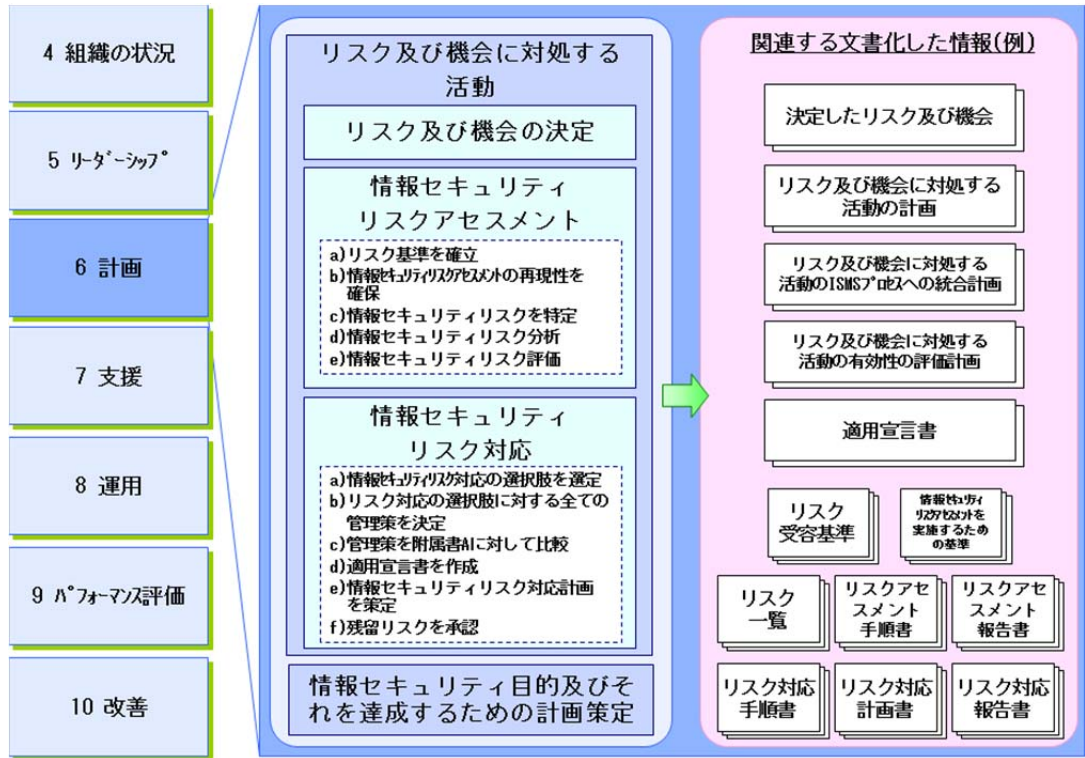 4 組織の状況
5 ﾘｰﾀﾞｰｼｯﾌﾟ
6 計画
7 支援
8 運用
9 ﾊﾟﾌｫｰﾏﾝｽ評価
10 改善
リスク及び機会に対処する
活動
リスク及び機会の決定
情報セキュリティ
リスクアセスメント
a)リスク基準を確立
b)情報ｾｷｭﾘﾃｨﾘｽｸｱｾｽﾒﾝﾄの再現性を
確保
c)情報セキュリティリスクを特定
d)情報セキュリティリスク分析
e)情報セキュリティリスク評価
情報セキュリティ
リスク対応
a)情報ｾｷｭﾘﾃｨﾘｽｸ対応の選択肢を選定
b)リスク対応の選択肢に対する全ての
管理策を決定
c)管理策を附属書AIに対して比較
d)適用宣言書を作成
e)情報セキュリティリスク対応計画
を策定
f)残留リスクを承認
情報セキュリティ目的及びそ
れを達成するための計画策定
関連する文書化した情報(例)
決定したリスク及び機会
リスク及び機会に対処する
活動の計画
リスク及び機会に対処する
活動のISMSﾌﾟﾛｾｽへの統合計画
リスク及び機会に対処する
活動の有効性の評価計画
適用宣言書
リスク
受容基準
情報ｾｷｭﾘﾃｨ
ﾘｽｸｱｾｽﾒﾝﾄを
実施するため
の基準
リスク
一覧
リスクアセ
スメント
手順書
リスクアセ
スメント
報告書
リスク対応
手順書
リスク対応
計画書
リスク対応
報告書